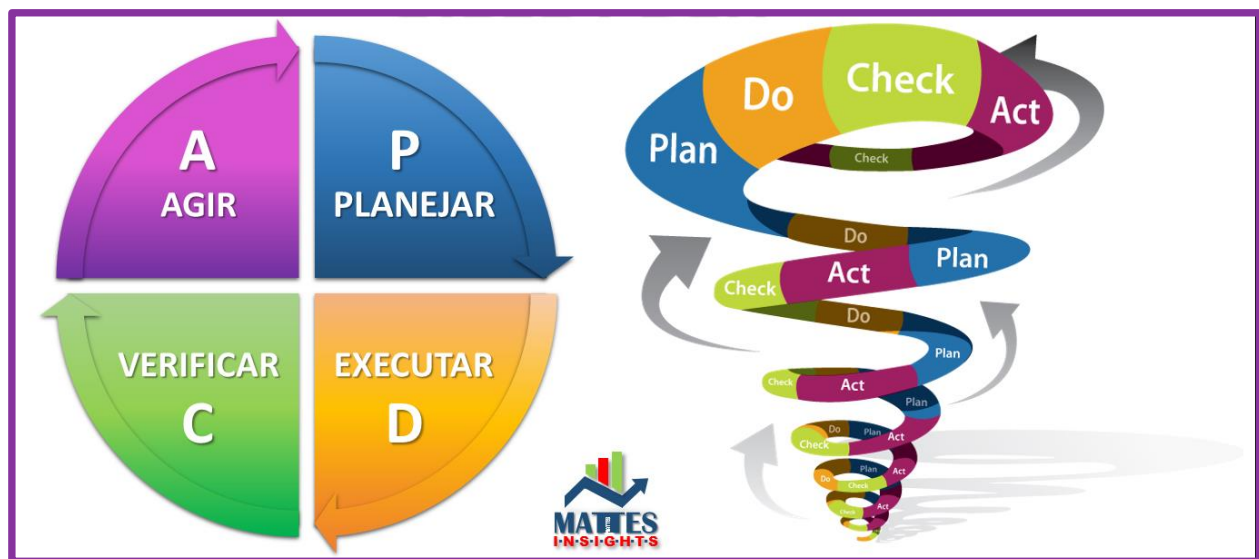 A
AGIR
P
PLANEJAR
VERIFICAR
C
EXECUTAR
D
MATTES
I·N·S·I·G·H·T·S
Plan
Do
Check
Act
Check
Do
Plan
Act
Check
Do
Plan
Act
Check
Plan
Do
Plan
Act
Check
Plan
Act
Do
Check
Act
Check